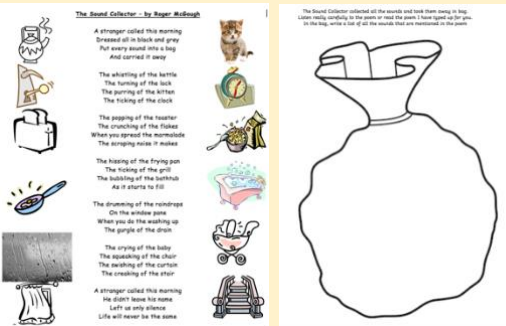 The Sound Collector - by Roger McGough
A stranger called this morning
Dressed all in black and grey
Put every sound into a bag
And carried it away
The whistling of the kettle
The turning of the lock
The purring of the kitten
The ticking of the clock
The popping of the toaster
The crunching of the flakes
When you spread the marmalade
The scraping noise it makes
The hissing of the frying pan
The ticking of the grill
The bubbling of the bathtub
As it starts to fill
The drumming of the raindrops
On the window pane
When you do the washing up
The gurgle of the drain
The crying of the baby
The squeaking of the chair
The swishing of the curtain
The creaking of the stair
A stranger called this morning
He didn't leave his name
Left us only silence
Life will never be the same
The Sound Collector collected all the sounds and took them away in bag.
Listen really carefully to the poem or read the poem I have typed up for you.
In the bag, write a list of all the sounds that are mentioned in the poem